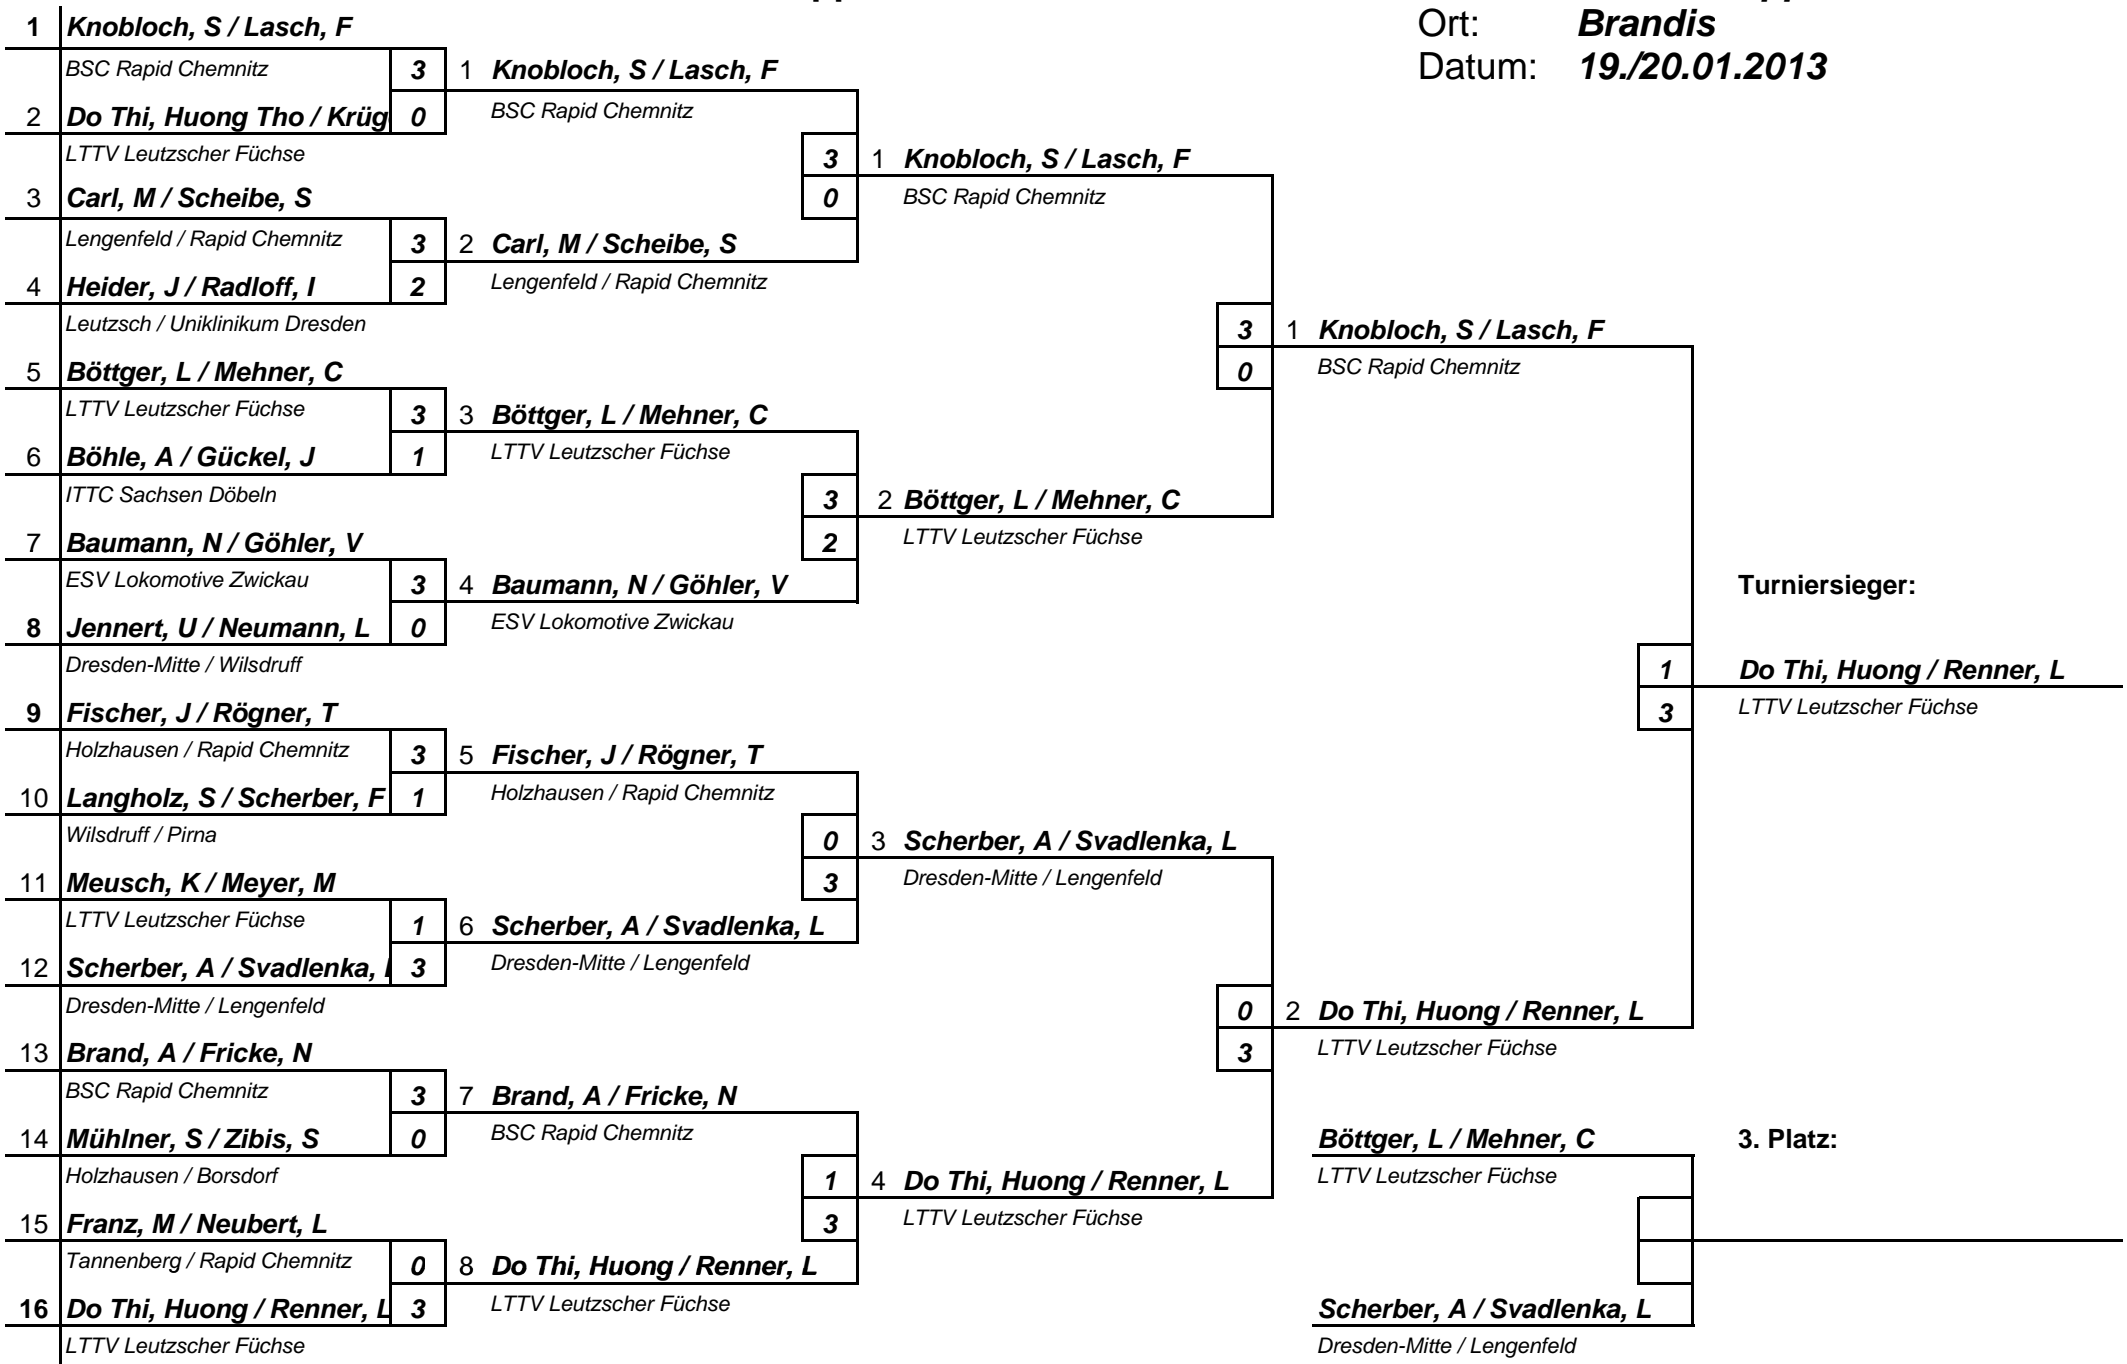 Ort: Brandis
Datum: 19./20.01.2013
1 Knobloch, S / Lasch, F
BSC Rapid Chemnitz 3
2 Do Thi, Huong Tho / Krüg 0
LTTV Leutzscher Füchse
3 Carl, M / Scheibe, S
Lengenfeld / Rapid Chemnitz 3
4 Heider, J / Radloff, I 2
Leutzsch / Uniklinikum Dresden
5 Böttger, L / Mehner, C
LTTV Leutzscher Füchse 3
6 Böhle, A / Gückel, J 1
ITTC Sachsen Döbeln
7 Baumann, N / Göhler, V
ESV Lokomotive Zwickau 3
8 Jennert, U / Neumann, L 0
Dresden-Mitte / Wilsdruff
9 Fischer, J / Rögner, T
Holzhausen / Rapid Chemnitz 3
10 Langholz, S / Scherber, F 1
Wilsdruff / Pirna
11 Meusch, K / Meyer, M
LTTV Leutzscher Füchse 1
12 Scherber, A / Svadlenka, 3
Dresden-Mitte / Lengenfeld
13 Brand, A / Fricke, N
BSC Rapid Chemnitz 3
14 Mühlner, S / Zibis, S 0
Holzhausen / Borsdorf
15 Franz, M / Neubert, L
Tannenberg / Rapid Chemnitz 0
16 Do Thi, Huong / Renner, L 3
LTTV Leutzscher Füchse
1 Knobloch, S / Lasch, F
BSC Rapid Chemnitz
3
0
2 Carl, M / Scheibe, S
Lengenfeld / Rapid Chemnitz
3 Böttger, L / Mehner, C
LTTV Leutzscher Füchse
3
2
4 Baumann, N / Göhler, V
ESV Lokomotive Zwickau
5 Fischer, J / Rögner, T
Holzhausen / Rapid Chemnitz
0
3
6 Scherber, A / Svadlenka, L
Dresden-Mitte / Lengenfeld
7 Brand, A / Fricke, N
BSC Rapid Chemnitz
1
3
8 Do Thi, Huong / Renner, L
LTTV Leutzscher Füchse
1 Knobloch, S / Lasch, F
BSC Rapid Chemnitz
3
0
2 Böttger, L / Mehner, C
LTTV Leutzscher Füchse
3 Scherber, A / Svadlenka, L
Dresden-Mitte / Lengenfeld
0
3
4 Do Thi, Huong / Renner, L
LTTV Leutzscher Füchse
1 Knobloch, S / Lasch, F
BSC Rapid Chemnitz
1
3
2 Do Thi, Huong / Renner, L
LTTV Leutzscher Füchse
Turniersieger:
Do Thi, Huong / Renner, L
LTTV Leutzscher Füchse
Böttger, L / Mehner, C
LTTV Leutzscher Füchse
3. Platz:
Scherber, A / Svadlenka, L
Dresden-Mitte / Lengenfeld